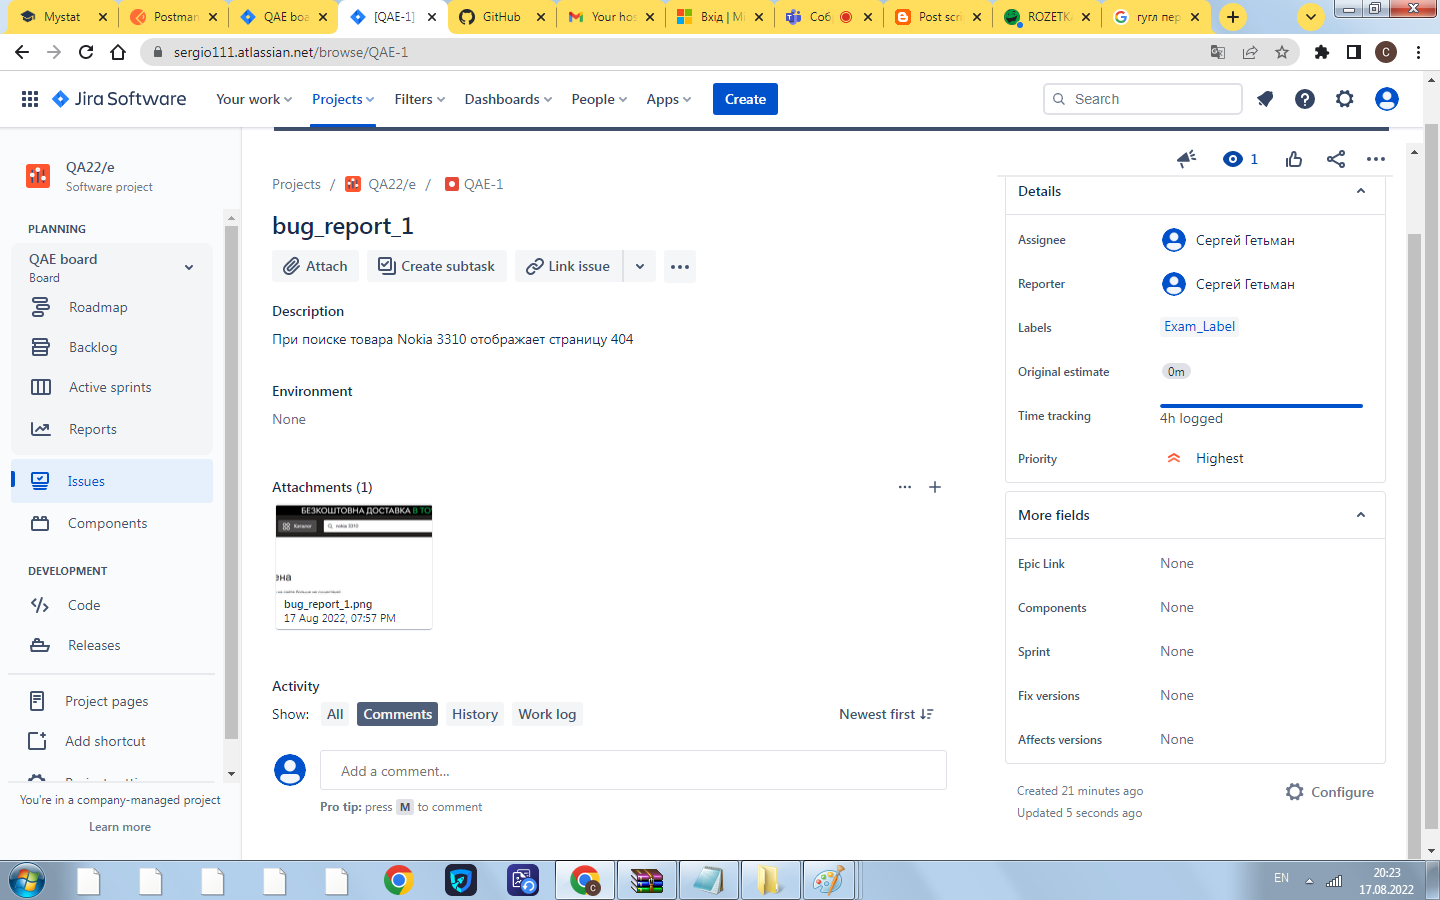 Mystat
Postman
QAE boa
[QAE-1]
GitHub
Your hos
Вхід | Mi
Собр
Post scri
ROZETKA
гугл пер
sergio111.atlassian.net/browse/QAE-1
C
Jira Software
Your work
Projects
Filters
Dashboards
People
Apps
Create
Search
QA22/e
Software project
PLANNING
QAE board
Board
Roadmap
Backlog
Active sprints
Reports
Issues
Components
DEVELOPMENT
Code
Releases
Project pages
Add shortcut
You're in a company-managed project
Learn more
1
Projects / QA22/e / QAE-1
bug_report_1
Attach
Create subtask
Link issue
Description
При поиске товара Nokia 3310 отображает страницу 404
Environment
None
Attachments (1)
БЕЗКОШТОВНА ДОСТАВКА В ТО
Каталог
nokia 3310
ена
bug_report_1.png
17 Aug 2022, 07:57 PM
Activity
Show:
All
Comments
History
Work log
Newest first
Add a comment...
Pro tip: press M to comment
Details
Assignee
Сергей Гетьман
Reporter
Сергей Гетьман
Labels
Exam_Label
Original estimate
0m
Time tracking
4h logged
Priority
Highest
More fields
Epic Link
None
Components
None
Sprint
None
Fix versions
None
Affects versions
None
Created 21 minutes ago
Updated 5 seconds ago
Configure
C
EN
20:23
17.08.2022